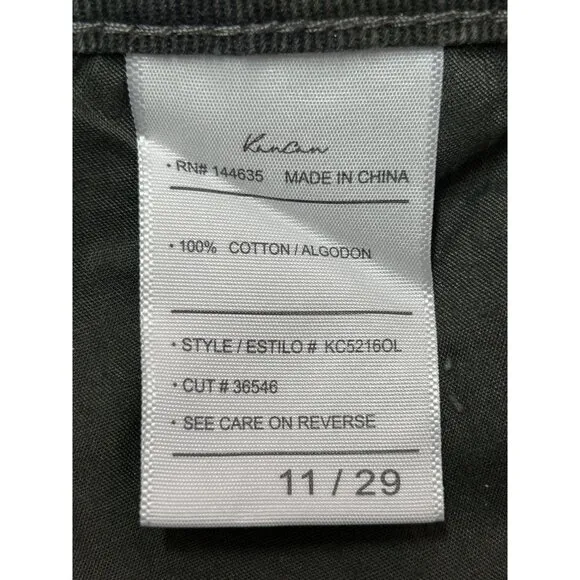 KanCan
• RN# 144635 MADE IN CHINA
• 100% COTTON / ALGODON
• STYLE / ESTILO # KC5216OL
• CUT # 36546
• SEE CARE ON REVERSE
11 / 29